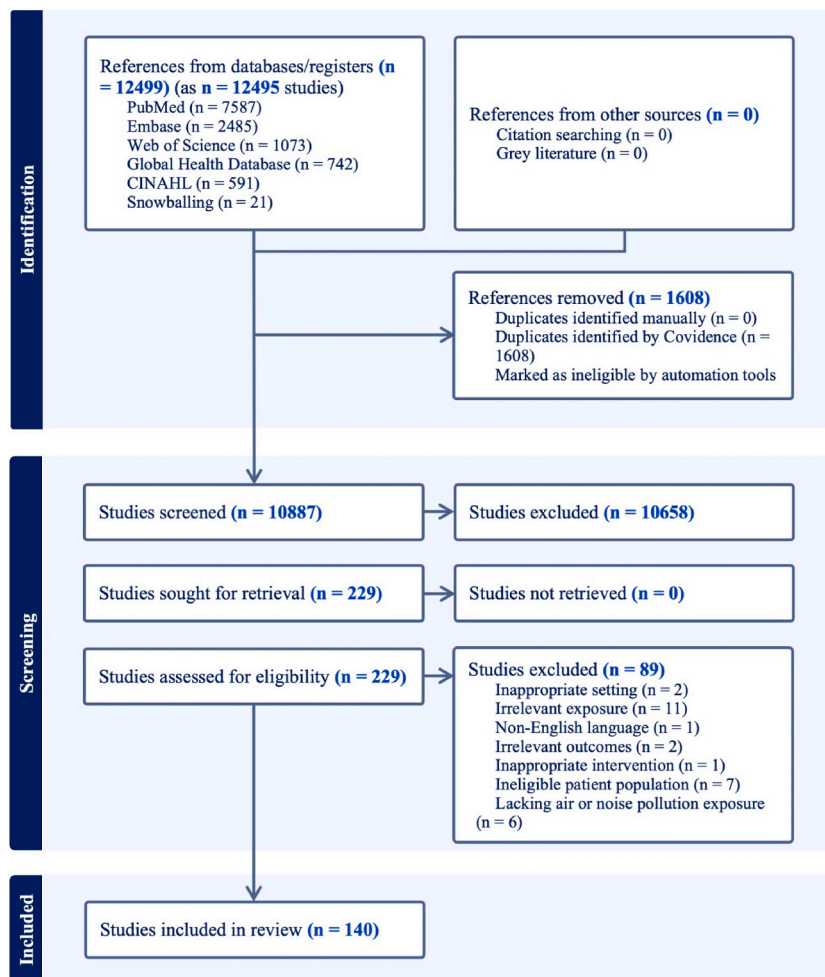 Identification
References from databases/registers (n
= 12499) (as n = 12495 studies)
PubMed (n = 7587)
Embase (n = 2485)
Web of Science (n = 1073)
Global Health Database (n = 742)
CINAHL (n = 591)
Snowballing (n = 21)
References from other sources (n = 0)
Citation searching (n = 0)
Grey literature (n = 0)
References removed (n = 1608)
Duplicates identified manually (n = 0)
Duplicates identified by Covidence (n =
1608)
Marked as ineligible by automation tools
Screening
Studies screened (n = 10887)
Studies excluded (n = 10658)
Studies sought for retrieval (n = 229)
Studies not retrieved (n = 0)
Studies assessed for eligibility (n = 229)
Studies excluded (n = 89)
Inappropriate setting (n = 2)
Irrelevant exposure (n = 11)
Non-English language (n = 1)
Irrelevant outcomes (n = 2)
Inappropriate intervention (n = 1)
Ineligible patient population (n = 7)
Lacking air or noise pollution exposure
(n = 6)
Included
Studies included in review (n = 140)